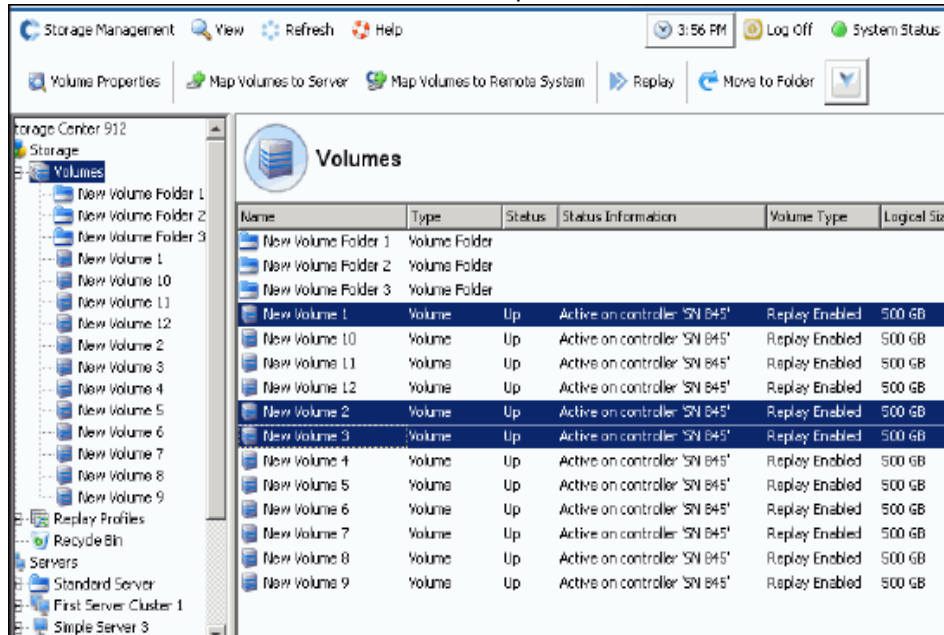 Storage Management View Refresh Help 3:56 PM Log Off System Status
Volume Properties Map Volumes to Server Map Volumes to Remote System Replay Move to Folder
torage Center 912
Storage
Volumes
New Volume Folder 1
New Volume Folder 2
New Volume Folder 3
New Volume 1
New Volume 10
New Volume 11
New Volume 12
New Volume 2
New Volume 3
New Volume 4
New Volume 5
New Volume 6
New Volume 7
New Volume 8
New Volume 9
Replay Profiles
Recycle Bin
Servers
Standard Server
First Server Cluster 1
Simple Server 3
Volumes
Name Type Status Status Information Volume Type Logical Siz
New Volume Folder 1 Volume Folder
New Volume Folder 2 Volume Folder
New Volume Folder 3 Volume Folder
New Volume 1 Volume Up Active on controller 'SN 845' Replay Enabled 500 GB
New Volume 10 Volume Up Active on controller 'SN 845' Replay Enabled 500 GB
New Volume 11 Volume Up Active on controller 'SN 845' Replay Enabled 500 GB
New Volume 12 Volume Up Active on controller 'SN 845' Replay Enabled 500 GB
New Volume 2 Volume Up Active on controller 'SN 845' Replay Enabled 500 GB
New Volume 3 Volume Up Active on controller 'SN 845' Replay Enabled 500 GB
New Volume 4 Volume Up Active on controller 'SN 845' Replay Enabled 500 GB
New Volume 5 Volume Up Active on controller 'SN 845' Replay Enabled 500 GB
New Volume 6 Volume Up Active on controller 'SN 845' Replay Enabled 500 GB
New Volume 7 Volume Up Active on controller 'SN 845' Replay Enabled 500 GB
New Volume 8 Volume Up Active on controller 'SN 845' Replay Enabled 500 GB
New Volume 9 Volume Up Active on controller 'SN 845' Replay Enabled 500 GB